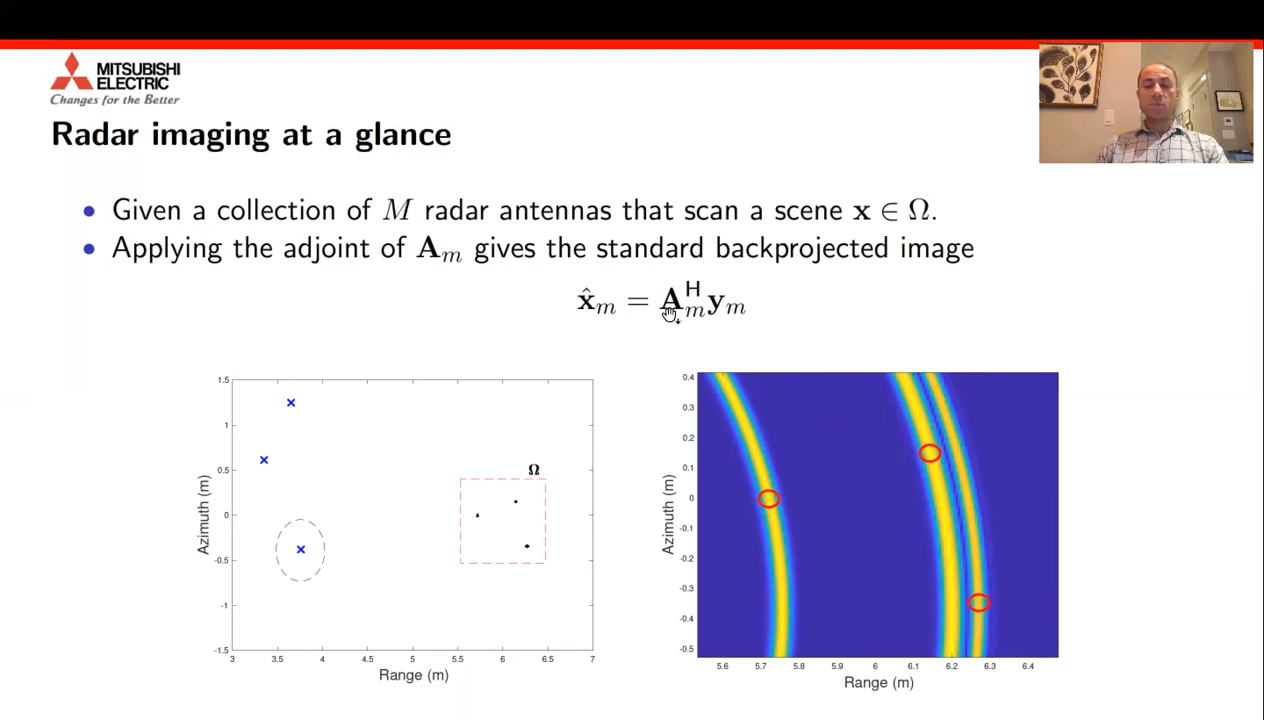 MITSUBISHI
ELECTRIC
Changes for the Better
Radar imaging at a glance
• Given a collection of M radar antennas that scan a scene x ∈ Ω.
• Applying the adjoint of Aₘ gives the standard backprojected image
x̂ₘ = Aₘᴴyₘ
1.5
1
0.5
0
-0.5
-1
-1.5
Azimuth (m)
Ω
3 3.5 4 4.5 5 5.5 6 6.5 7
Range (m)
0.4
0.3
0.2
0.1
0
-0.1
-0.2
-0.3
-0.4
-0.5
Azimuth (m)
5.6 5.7 5.8 5.9 6 6.1 6.2 6.3 6.4
Range (m)